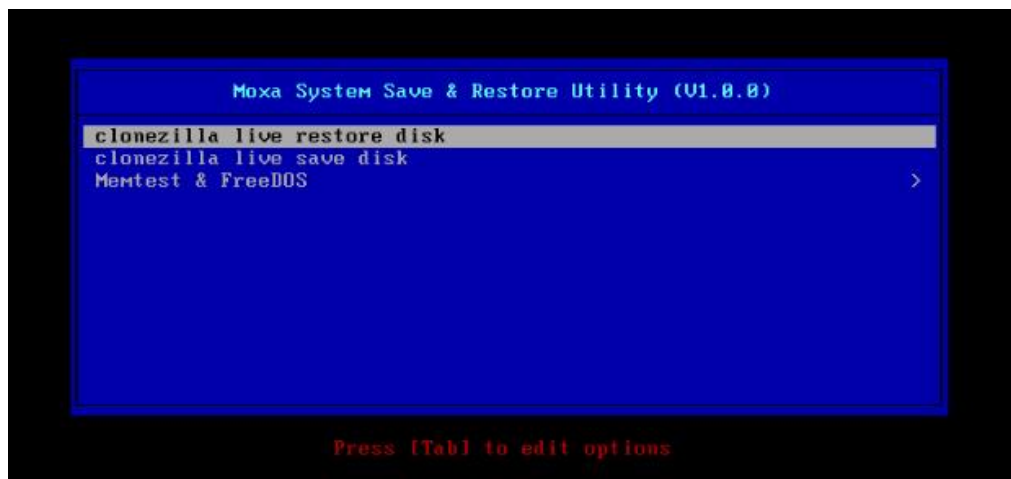 Moxa System Save & Restore Utility (V1.0.0)
clonezilla live restore disk
clonezilla live save disk
Memtest & FreeDOS >
Press [Tab] to edit options